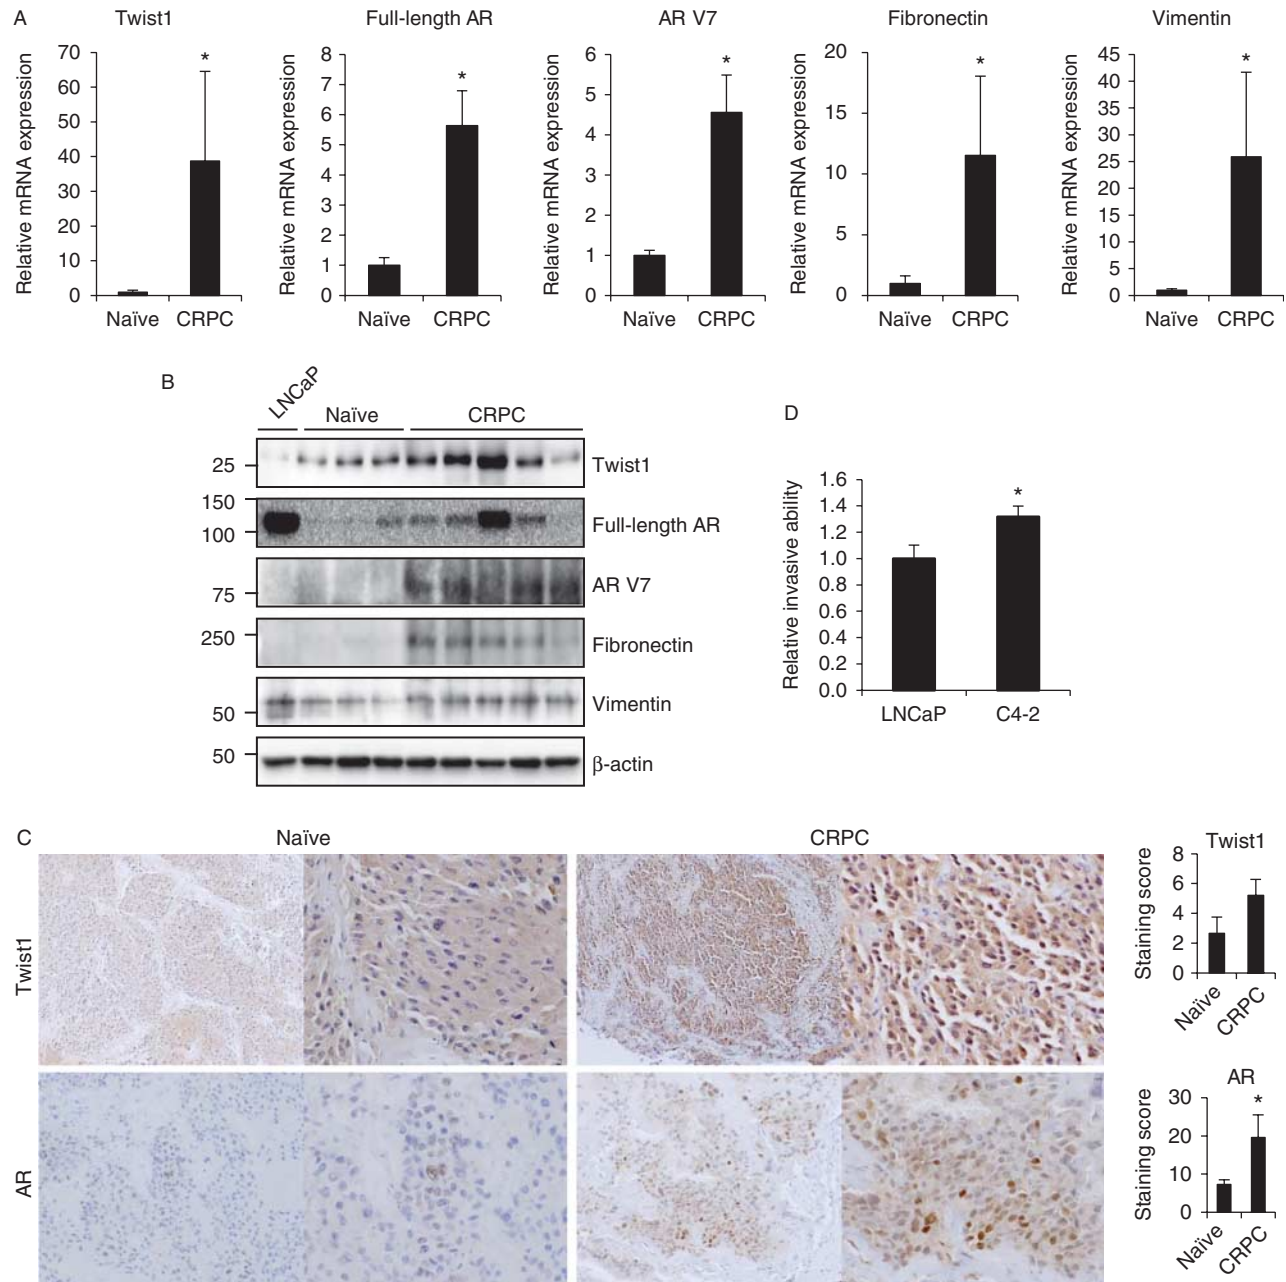 A
Twist1
Full-length AR
AR V7
Fibronectin
Vimentin
Relative mRNA expression
70
60
50
40
30
20
10
0
*
Naïve CRPC
Relative mRNA expression
8
7
6
5
4
3
2
1
0
*
Naïve CRPC
Relative mRNA expression
6
5
4
3
2
1
0
*
Naïve CRPC
Relative mRNA expression
20
15
10
5
0
*
Naïve CRPC
Relative mRNA expression
45
40
35
30
25
20
15
10
5
0
*
Naïve CRPC
B
LNCaP
Naïve
CRPC
25
Twist1
150
100
Full-length AR
75
AR V7
250
Fibronectin
50
Vimentin
50
β-actin
D
Relative invasive ability
1.6
1.4
1.2
1.0
0.8
0.6
0.4
0.2
0.0
*
LNCaP
C4-2
C
Naïve
CRPC
Twist1
AR
Twist1
Staining score
8
6
4
2
0
Naïve
CRPC
AR
Staining score
30
20
10
0
*
Naïve
CRPC